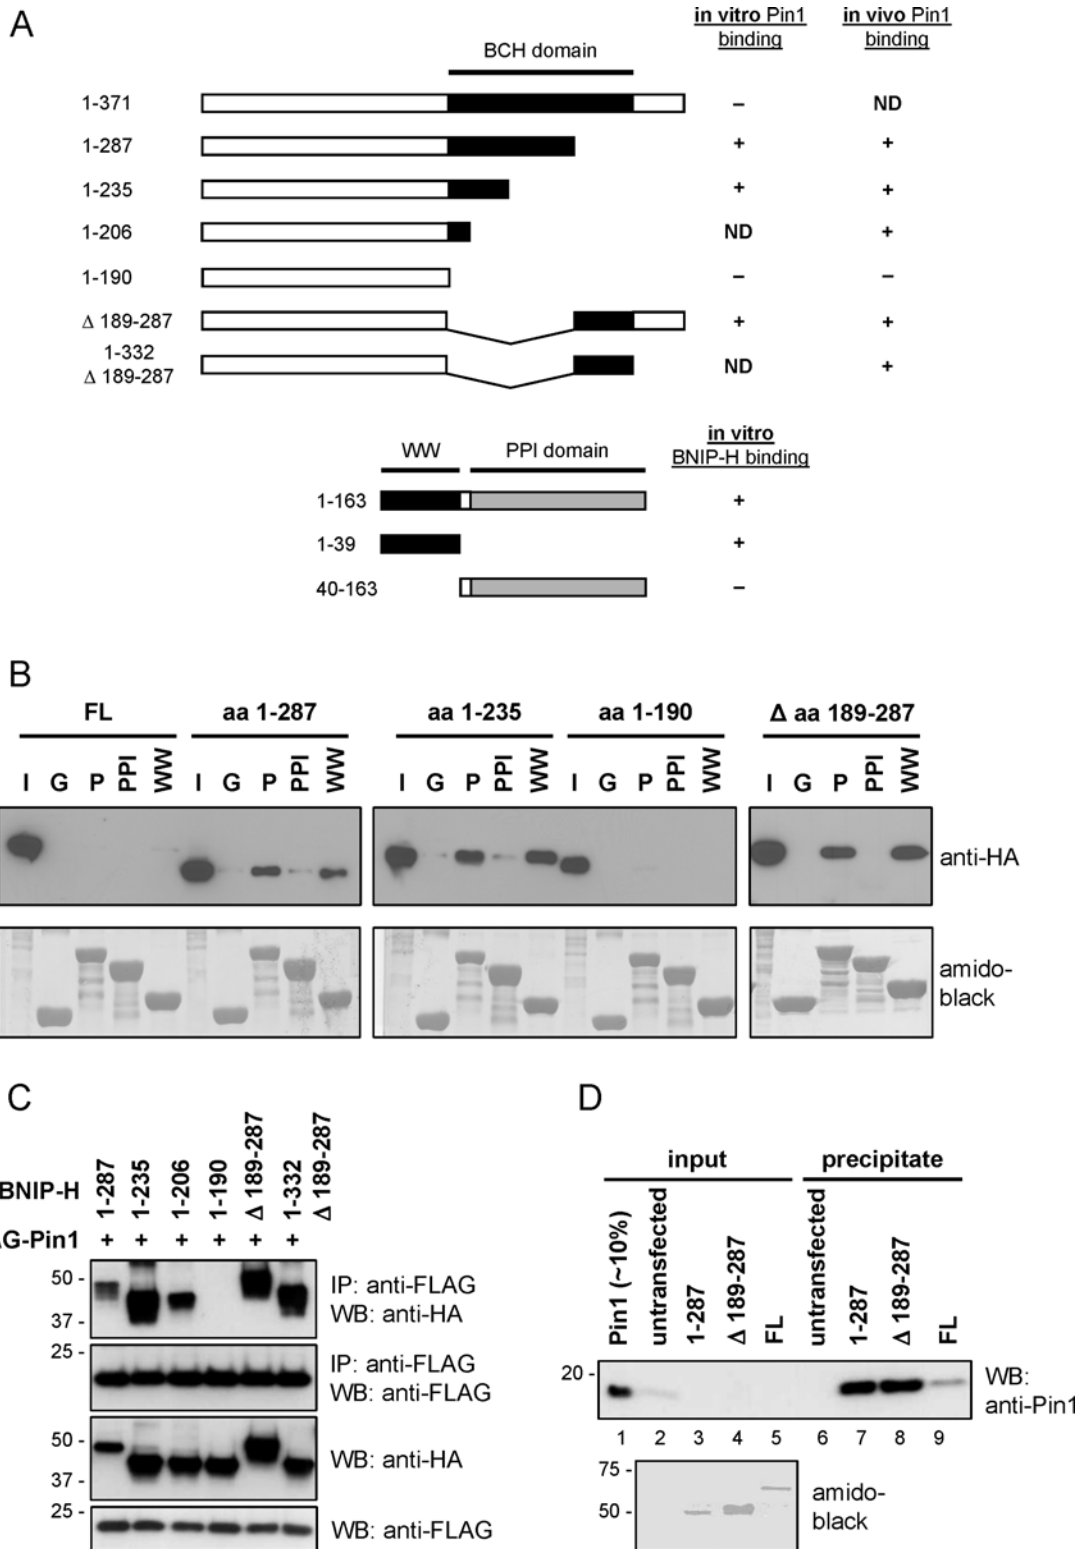 A
in vitro Pin1
binding
in vivo Pin1
binding
BCH domain
1-371 – ND
1-287 + +
1-235 + +
1-206 ND +
1-190 – –
Δ 189-287 + +
1-332
Δ 189-287 ND +
WW PPI domain
in vitro
BNIP-H binding
1-163 +
1-39 +
40-163 –
B
FL aa 1-287 aa 1-235 aa 1-190 Δ aa 189-287
I G P PPI WW I G P PPI WW I G P PPI WW I G P PPI WW I G P PPI WW
anti-HA
amido-
black
C
BNIP-H 1-287 1-235 1-206 1-190 Δ 189-287 1-332 Δ 189-287
AG-Pin1 + + + + + +
50 -
37 -
IP: anti-FLAG
WB: anti-HA
25 -
IP: anti-FLAG
WB: anti-FLAG
50 -
37 -
WB: anti-HA
25 -
WB: anti-FLAG
D
input precipitate
Pin1 (~10%) untransfected 1-287 Δ 189-287 FL untransfected 1-287 Δ 189-287 FL
20 -
WB:
anti-Pin1
1 2 3 4 5 6 7 8 9
75 -
50 -
amido-
black